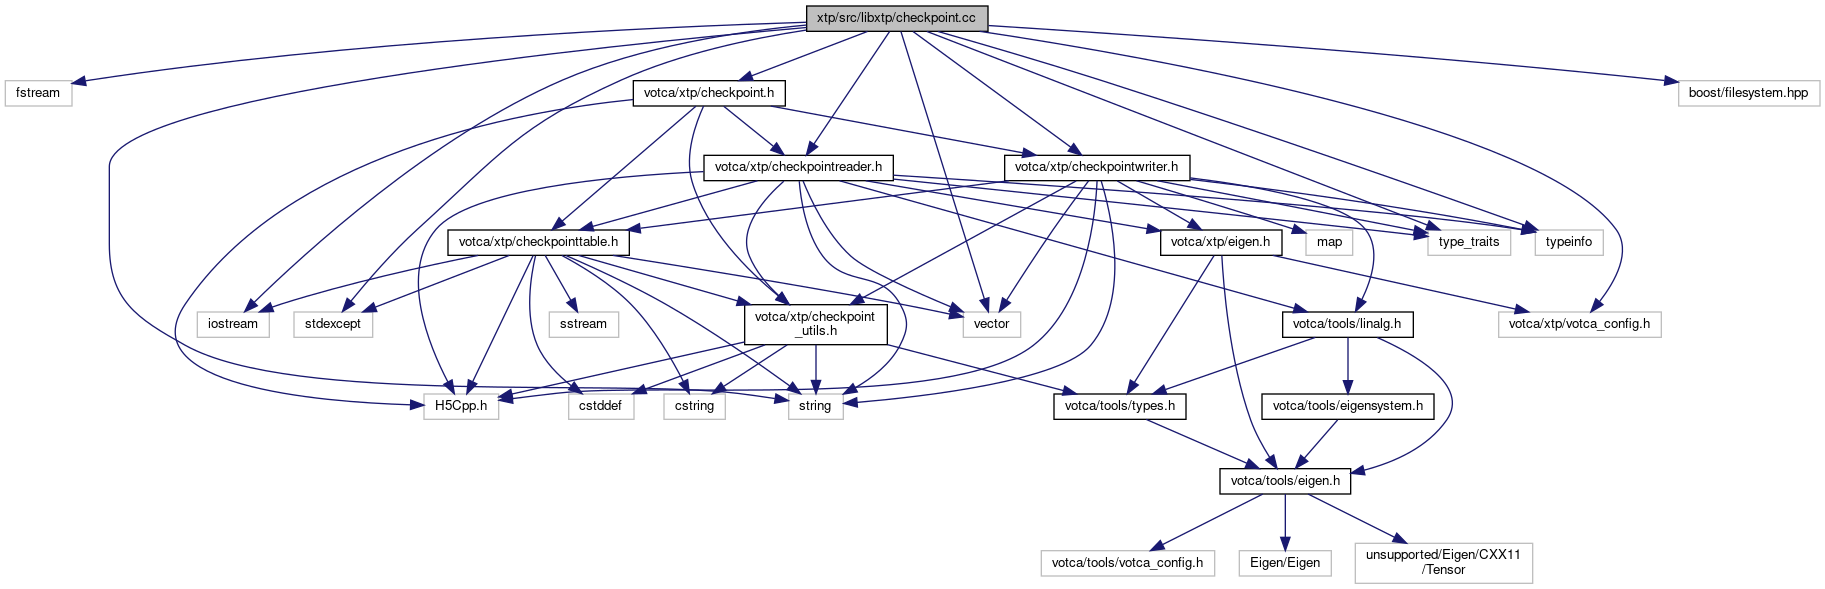 xtp/src/libxtp/checkpoint.cc
fstream
votca/xtp/checkpoint.h
boost/filesystem.hpp
votca/xtp/checkpointreader.h
votca/xtp/checkpointwriter.h
votca/xtp/checkpointtable.h
votca/xtp/eigen.h
map
type_traits
typeinfo
iostream
stdexcept
sstream
votca/xtp/checkpoint
_utils.h
vector
votca/tools/linalg.h
votca/xtp/votca_config.h
H5Cpp.h
cstddef
cstring
string
votca/tools/types.h
votca/tools/eigensystem.h
votca/tools/eigen.h
votca/tools/votca_config.h
Eigen/Eigen
unsupported/Eigen/CXX11
/Tensor